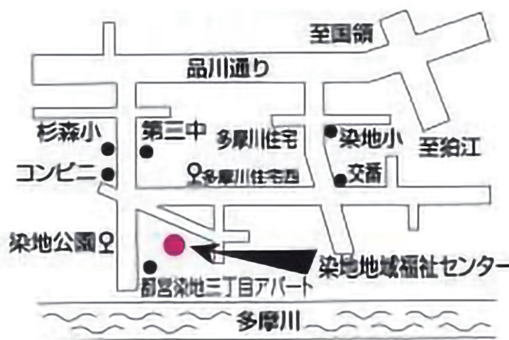 至国領
品川通り
杉森小
第三中
多摩川住宅
染地小
至狛江
コンビニ
多摩川住宅西
交番
染地公園
染地地域福祉センター
都営染地三丁目アパート
多摩川